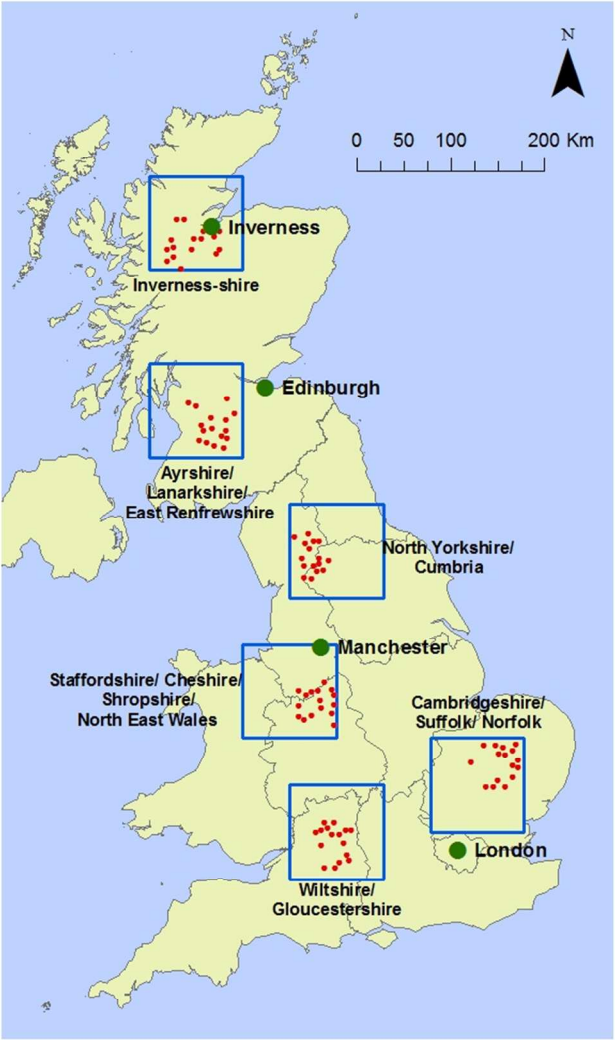 N
0 50 100 200 Km
Inverness
Inverness-shire
Edinburgh
Ayrshire/
Lanarkshire/
East Renfrewshire
North Yorkshire/
Cumbria
Manchester
Staffordshire/ Cheshire/
Shropshire/
North East Wales
Cambridgeshire/
Suffolk/ Norfolk
London
Wiltshire/
Gloucestershire